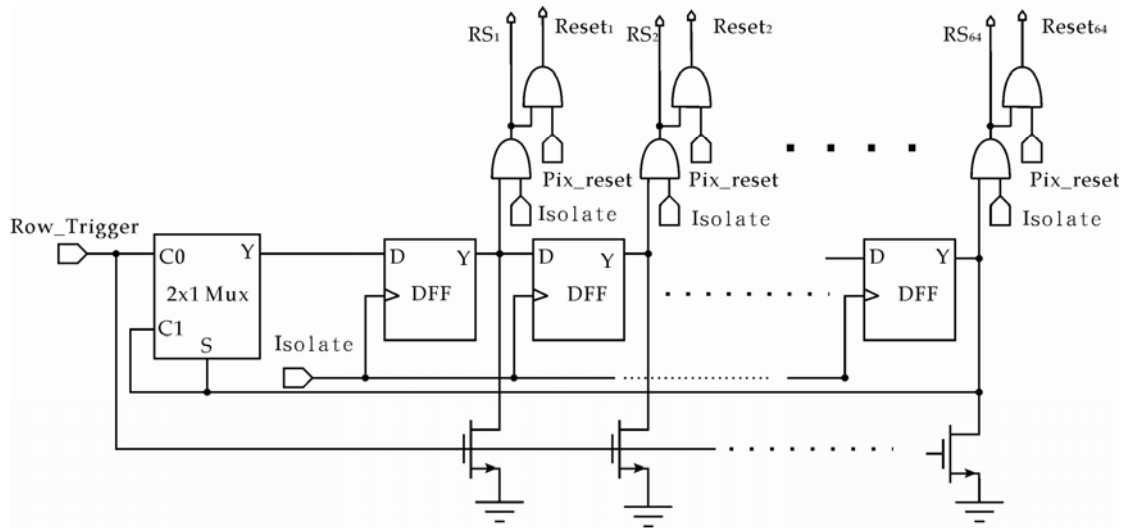 RS1 Reset1 RS2 Reset2 RS64 Reset64
Pix_reset Pix_reset Pix_reset
Isolate Isolate Isolate
Row_Trigger
C0 Y D Y D Y D Y
2x1 Mux DFF DFF DFF
C1
S
Isolate